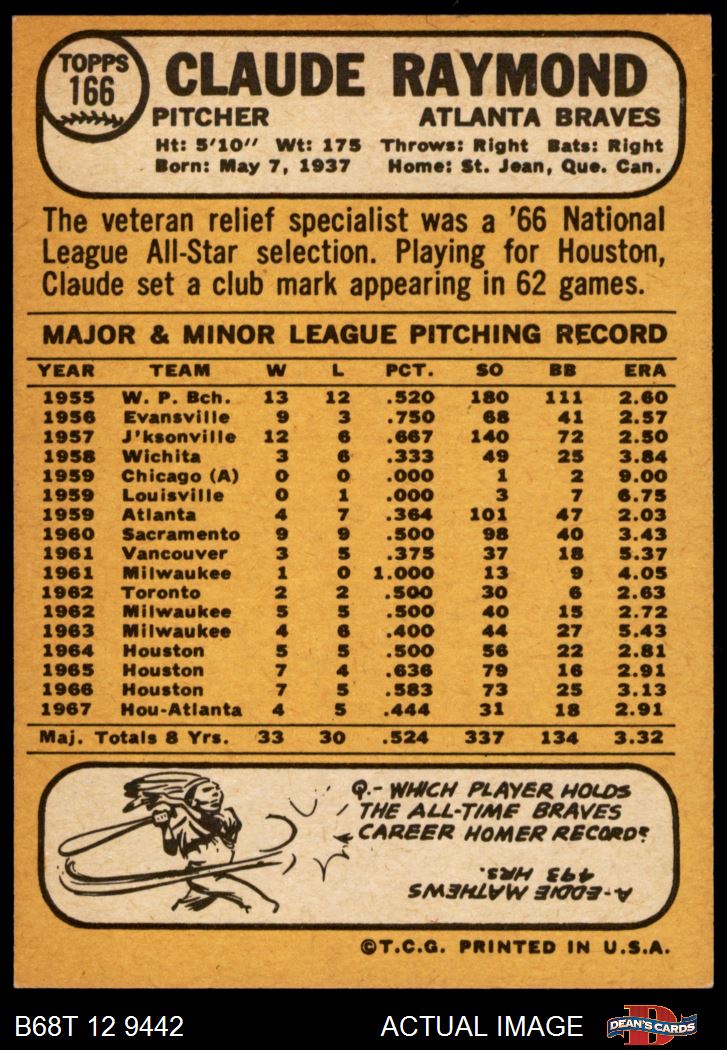 TOPPS
166
CLAUDE RAYMOND
PITCHER ATLANTA BRAVES
Ht: 5'10" Wt: 175 Throws: Right Bats: Right
Born: May 7, 1937 Home: St. Jean, Que. Can.
The veteran relief specialist was a '66 National
League All-Star selection. Playing for Houston,
Claude set a club mark appearing in 62 games.
MAJOR & MINOR LEAGUE PITCHING RECORD
YEAR TEAM W L PCT. SO BB ERA
1955 W. P. Bch. 13 12 .520 180 111 2.60
1956 Evansville 9 3 .750 68 41 2.57
1957 J'ksonville 12 6 .667 140 72 2.50
1958 Wichita 3 6 .333 49 25 3.84
1959 Chicago (A) 0 0 .000 1 2 9.00
1959 Louisville 0 1 .000 3 7 6.75
1959 Atlanta 4 7 .364 101 47 2.03
1960 Sacramento 9 9 .500 98 40 3.43
1961 Vancouver 3 5 .375 37 18 5.37
1961 Milwaukee 1 0 1.000 13 9 4.05
1962 Toronto 2 2 .500 30 6 2.63
1962 Milwaukee 5 5 .500 40 15 2.72
1963 Milwaukee 4 6 .400 44 27 5.43
1964 Houston 5 5 .500 56 22 2.81
1965 Houston 7 4 .636 79 16 2.91
1966 Houston 7 5 .583 73 25 3.13
1967 Hou-Atlanta 4 5 .444 31 18 2.91
Maj. Totals 8 Yrs. 33 30 .524 337 134 3.32
Q.- WHICH PLAYER HOLDS
THE ALL-TIME BRAVES
CAREER HOMER RECORD?
A-EDDIE MATHEWS
493 HRS.
©T.C.G. PRINTED IN U.S.A.
B68T 12 9442 ACTUAL IMAGE DEAN'S CARDS